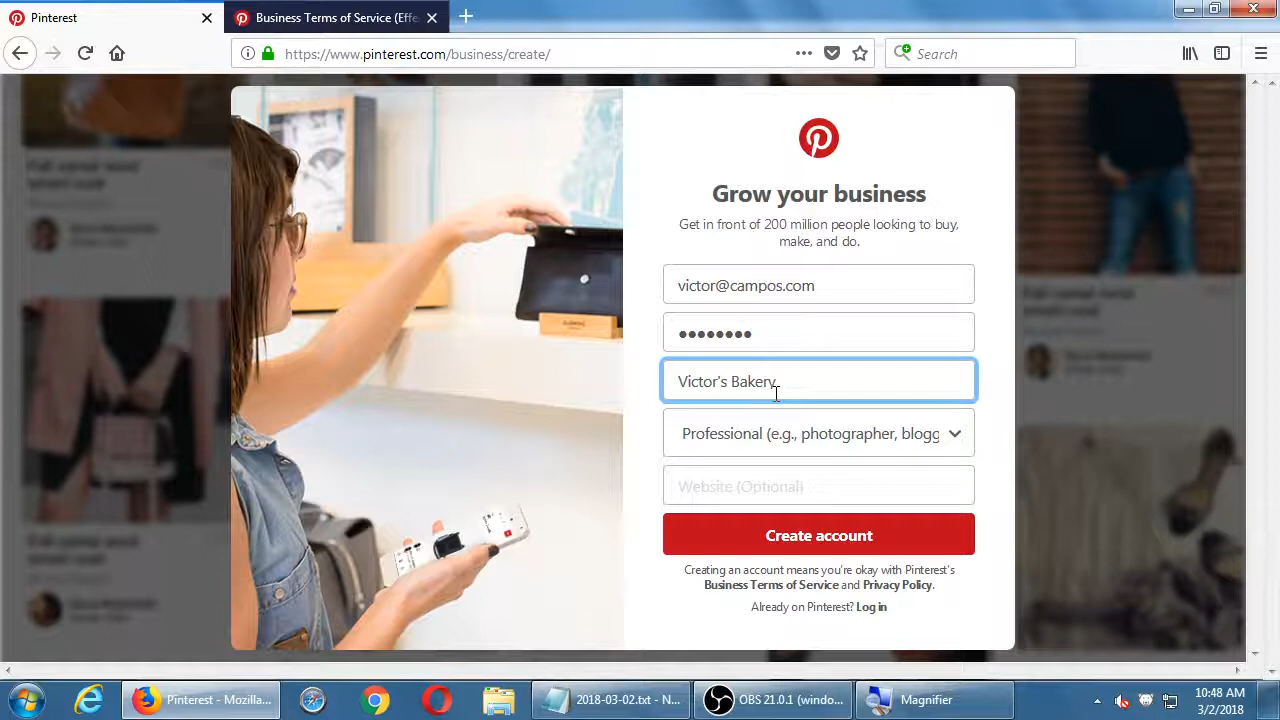 Pinterest
Business Terms of Service (Effe
https://www.pinterest.com/business/create/
Search
Grow your business
Get in front of 200 million people looking to buy,
make, and do.
victor@campos.com
••••••••
Victor's Bakery
Professional (e.g., photographer, blogg
Website (Optional)
Create account
Creating an account means you're okay with Pinterest's
Business Terms of Service and Privacy Policy.
Already on Pinterest? Log in
Pinterest - Mozilla...
2018-03-02.txt - N...
OBS 21.0.1 (windo...
Magnifier
10:48 AM
3/2/2018